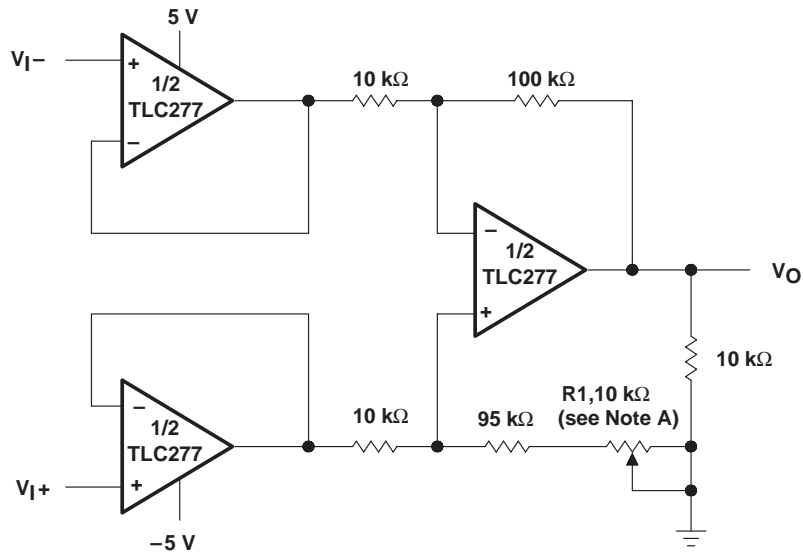 5 V
VI−
+
1/2
TLC277
−
10 kΩ
100 kΩ
−
1/2
TLC277
+
VO
10 kΩ
R1,10 kΩ
(see Note A)
95 kΩ
10 kΩ
−
1/2
TLC277
+
VI+
−5 V